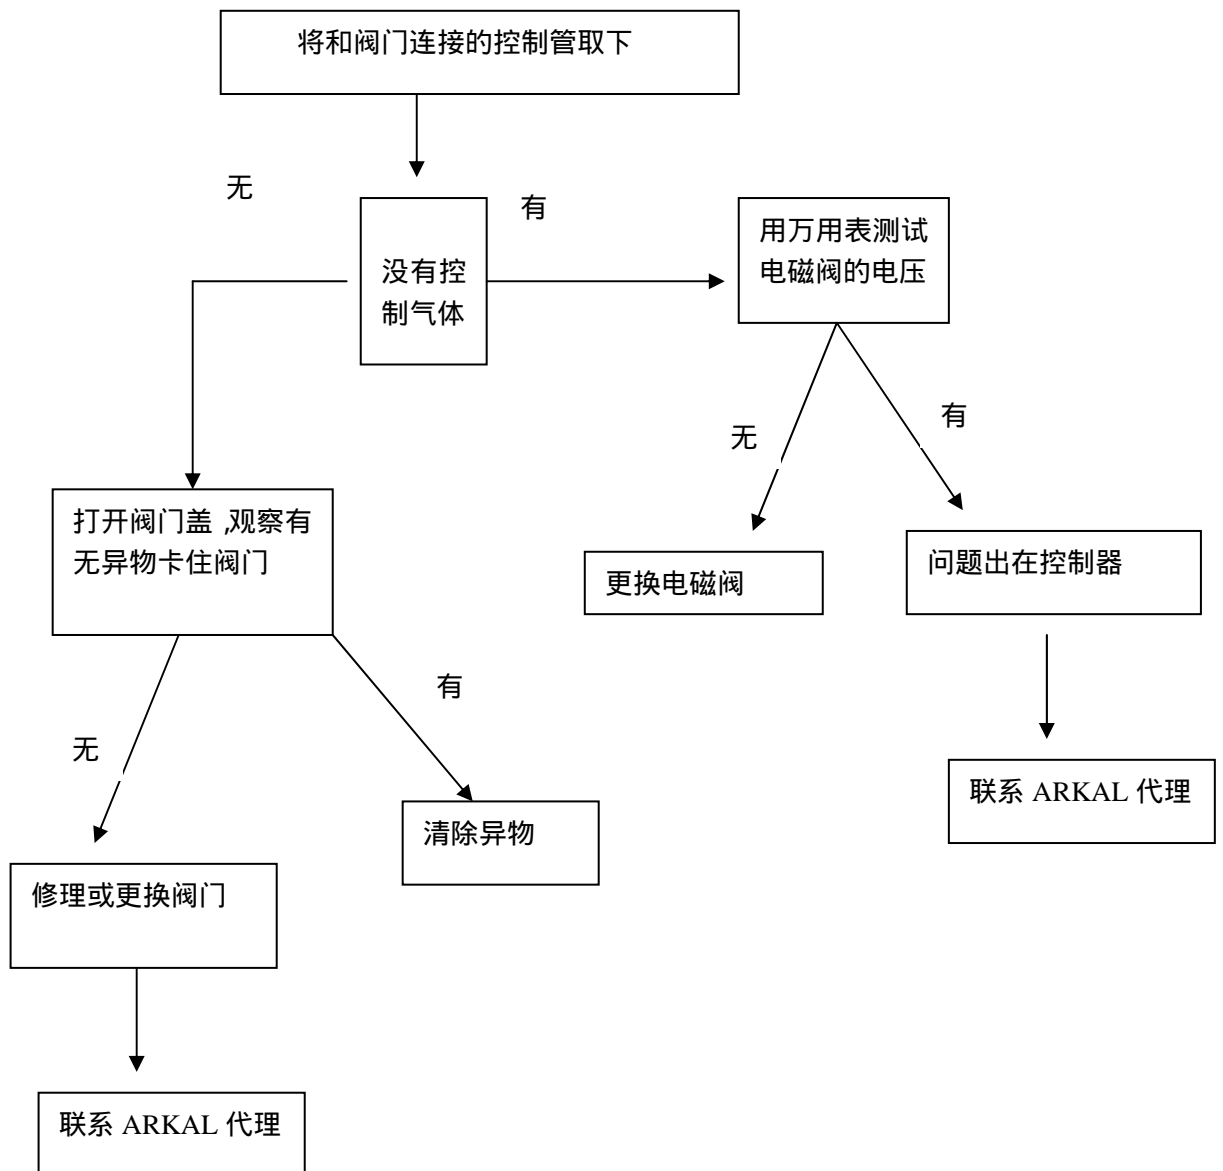 将和阀门连接的控制管取下
无
有
没有控
制气体
用万用表测试
电磁阀的电压
无
有
打开阀门盖,观察有
无异物卡住阀门
更换电磁阀
问题出在控制器
无
有
联系 ARKAL 代理
清除异物
修理或更换阀门
联系 ARKAL 代理